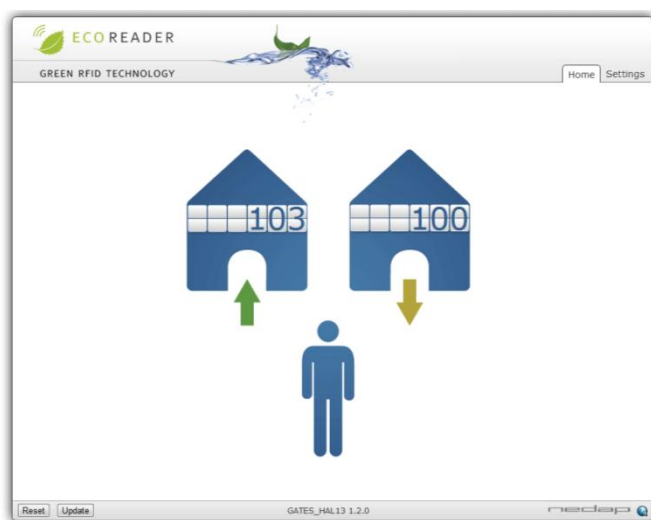 ECOREADER
GREEN RFID TECHNOLOGY
Home Settings
103 100
Reset Update GATES_HAL13 1.2.0 nedap